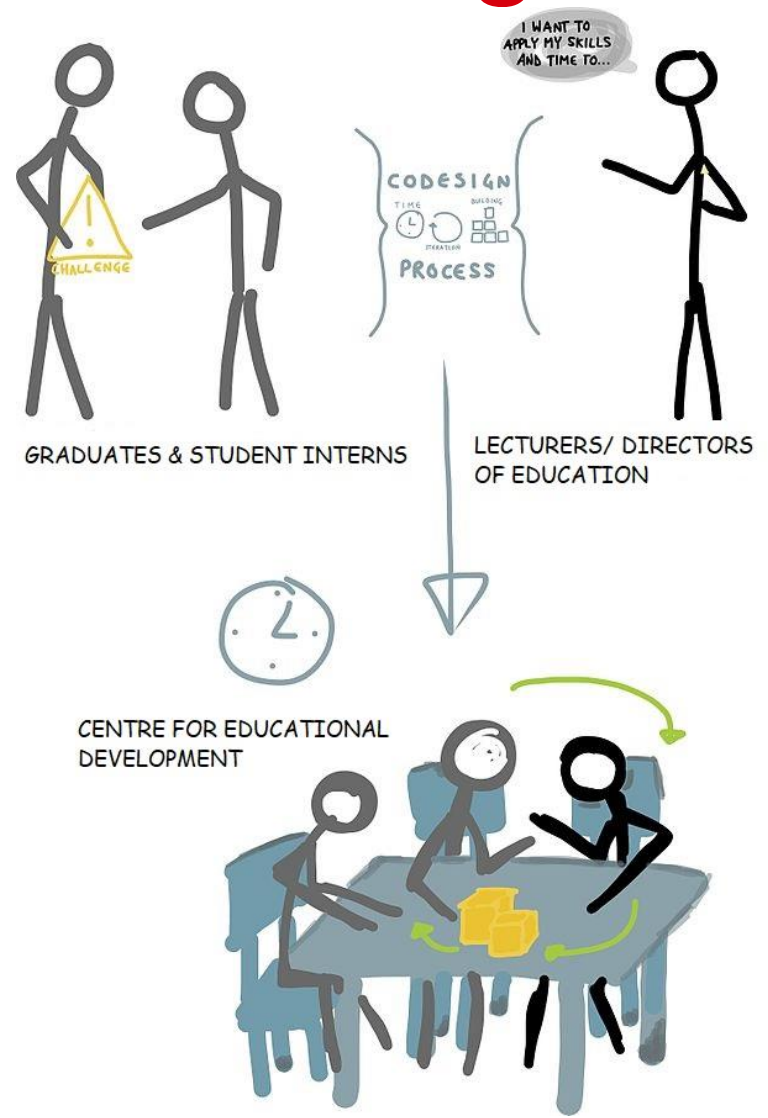 I WANT TO
APPLY MY SKILLS
AND TIME TO...
CODESIGN
TIME
BUILDING
ITERATION
PROCESS
CHALLENGE
GRADUATES & STUDENT INTERNS
LECTURERS/ DIRECTORS
OF EDUCATION
CENTRE FOR EDUCATIONAL
DEVELOPMENT